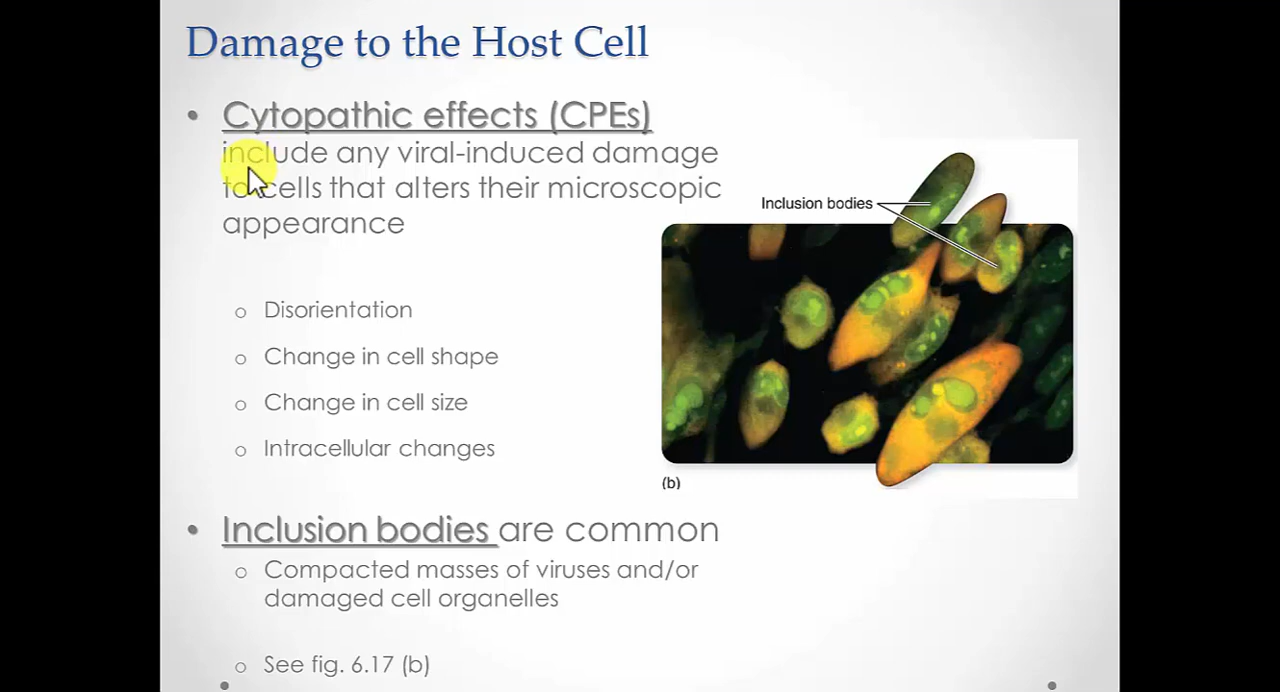 Damage to the Host Cell
• Cytopathic effects (CPEs)
include any viral-induced damage
to cells that alters their microscopic
appearance
o Disorientation
o Change in cell shape
o Change in cell size
o Intracellular changes
Inclusion bodies
(b)
• Inclusion bodies are common
o Compacted masses of viruses and/or
damaged cell organelles
o See fig. 6.17 (b)